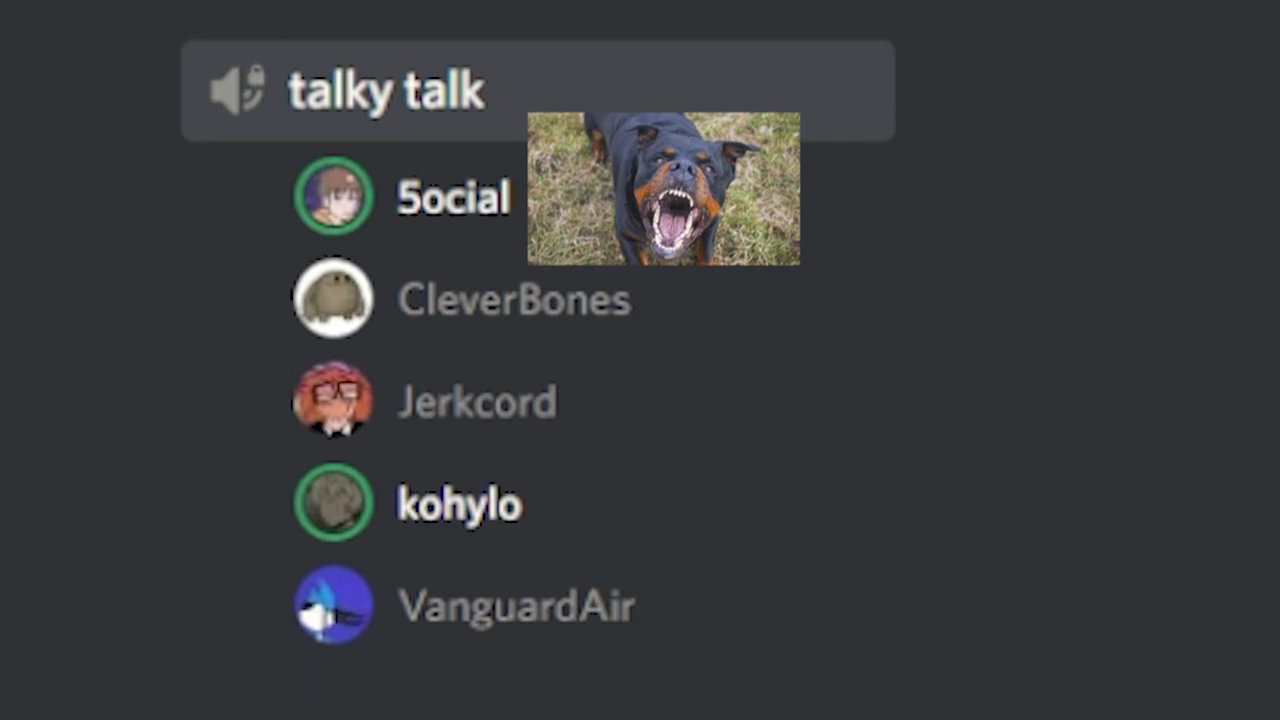 talky talk
5ocial
CleverBones
Jerkcord
kohylo
VanguardAir